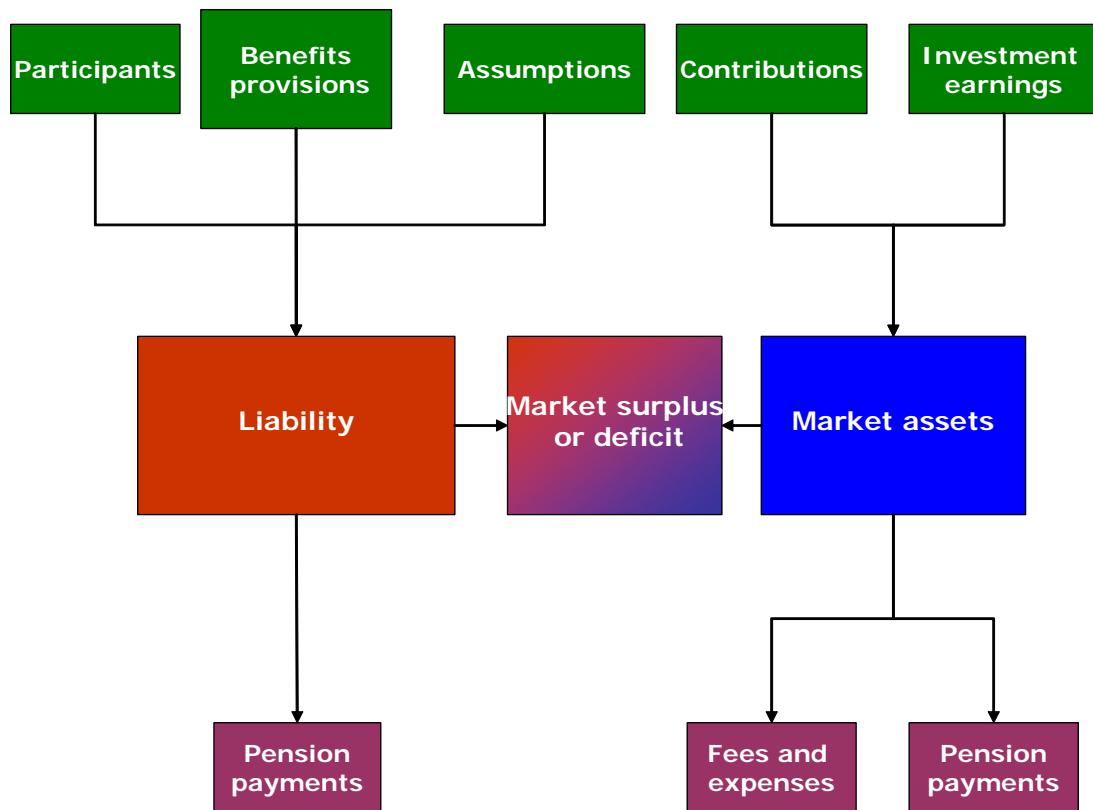 Participants
Benefits
provisions
Assumptions
Contributions
Investment
earnings
Liability
Market surplus
or deficit
Market assets
Pension
payments
Fees and
expenses
Pension
payments